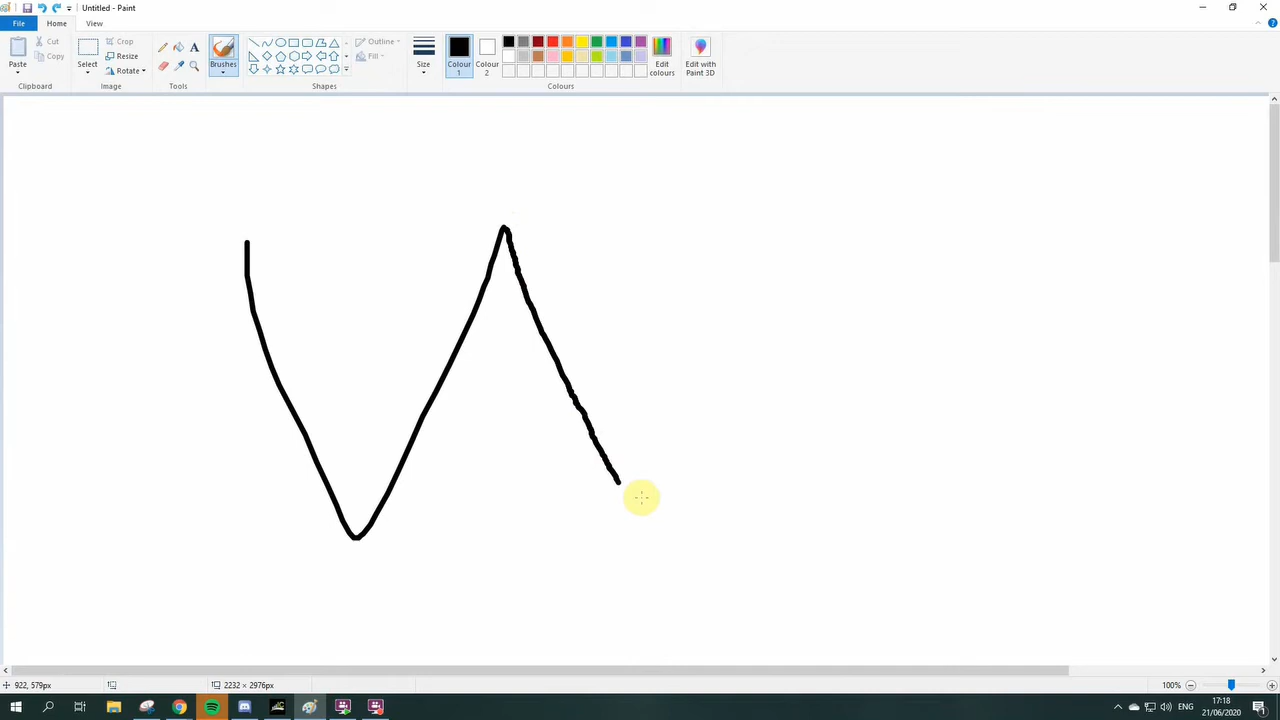 Untitled - Paint
File Home View
Paste
Cut
Copy
Clipboard
Select
Crop
Resize
Rotate
Image
A
Tools
Brushes
Outline
Fill
Shapes
Size
Colour 1
Colour 2
Edit colours
Colours
Edit with Paint 3D
922, 579px
2232 × 2976px
100%
ENG
17:18
21/06/2020